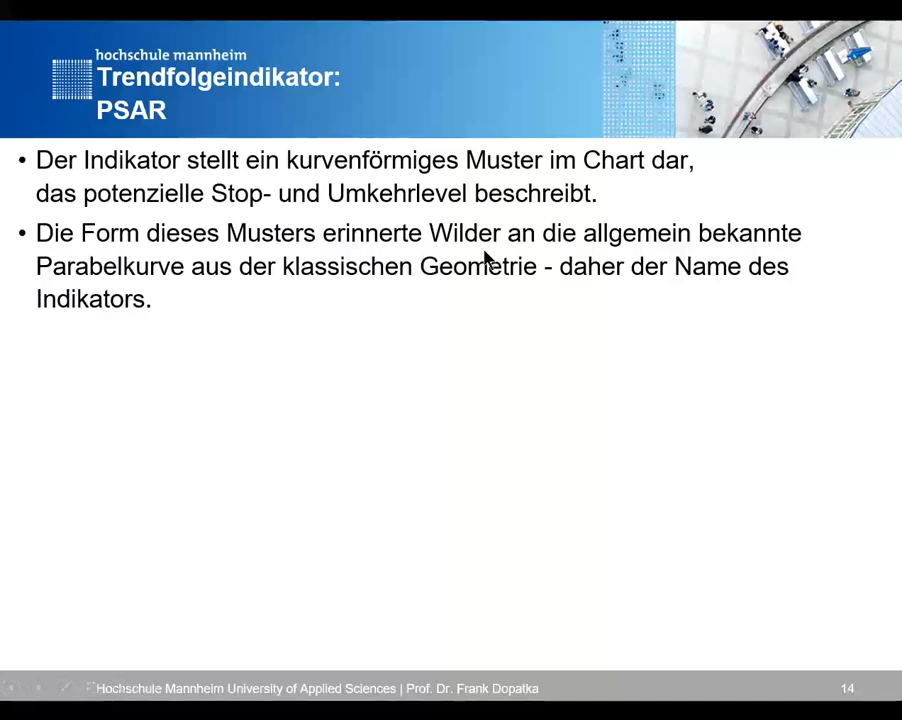 hochschule mannheim
Trendfolgeindikator:
PSAR
• Der Indikator stellt ein kurvenförmiges Muster im Chart dar,
das potenzielle Stop- und Umkehrlevel beschreibt.
• Die Form dieses Musters erinnerte Wilder an die allgemein bekannte
Parabelkurve aus der klassischen Geometrie - daher der Name des
Indikators.
Hochschule Mannheim University of Applied Sciences | Prof. Dr. Frank Dopatka
14